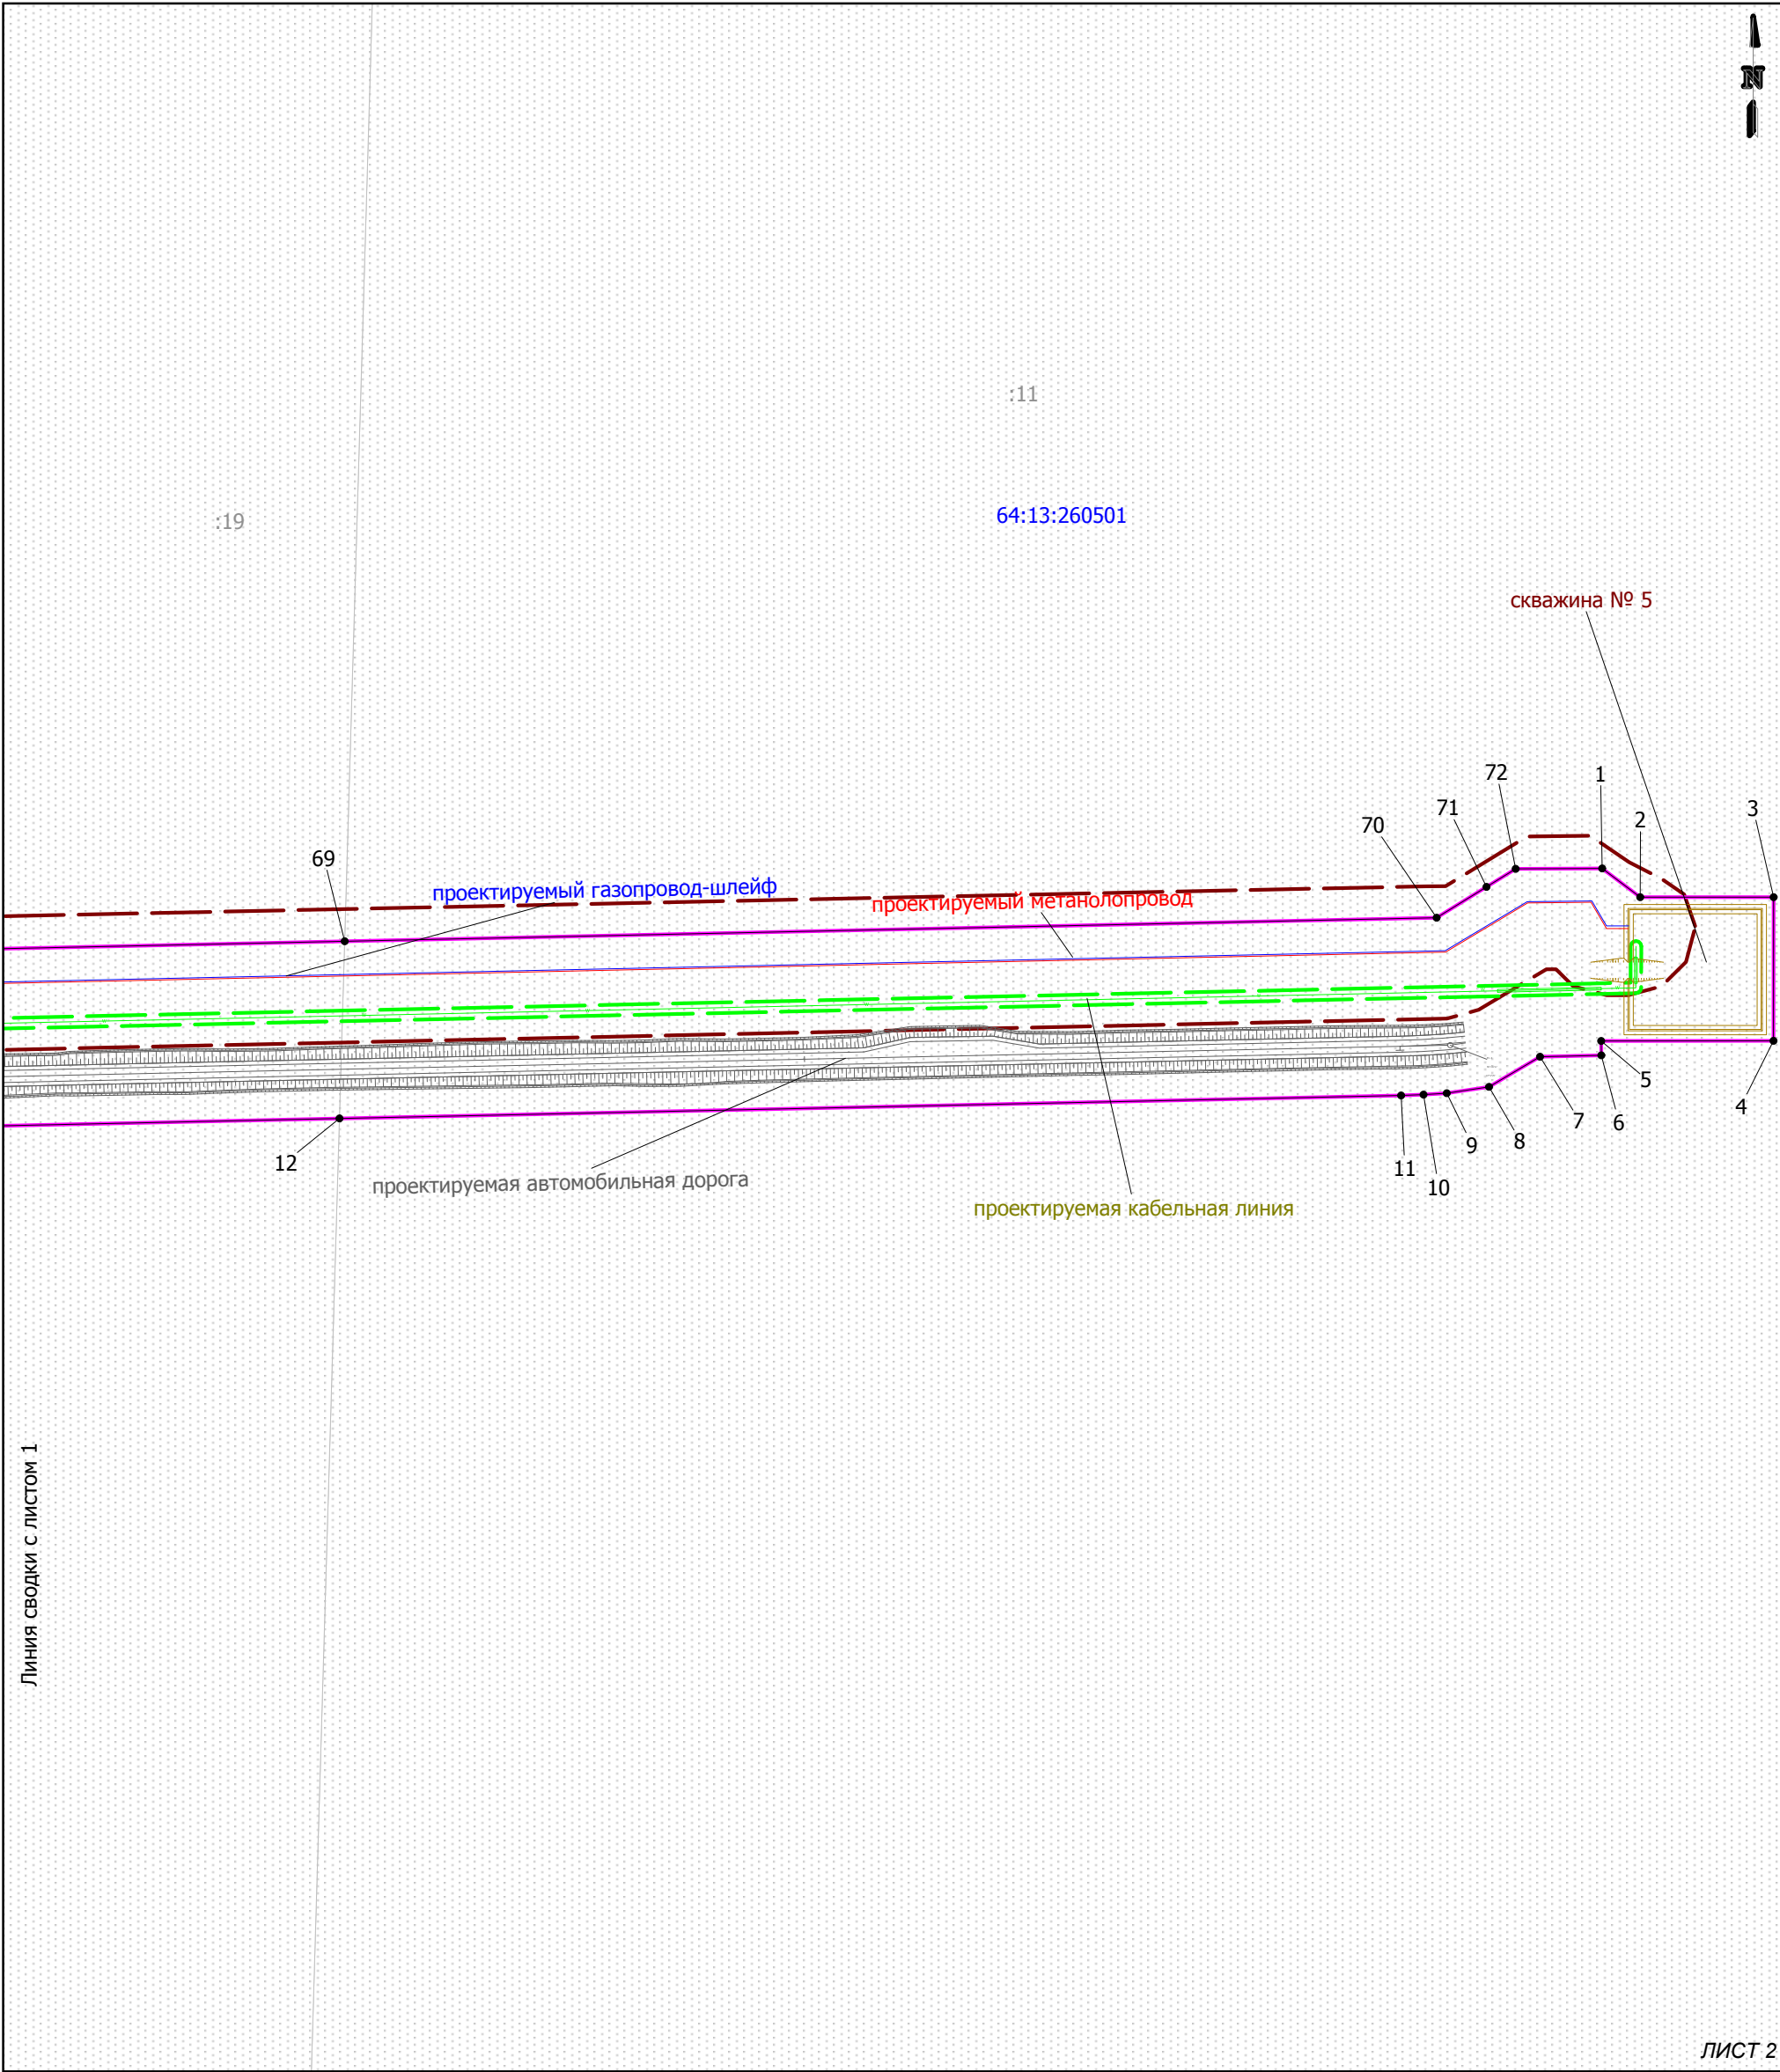 N
:11
:19
64:13:260501
скважина № 5
72
1
71
3
2
70
69
проектируемый газопровод-шлейф
проектируемый метанолопровод
5
4
7
6
8
9
12
11
10
проектируемая автомобильная дорога
проектируемая кабельная линия
Линия сводки с листом 1
ЛИСТ 2